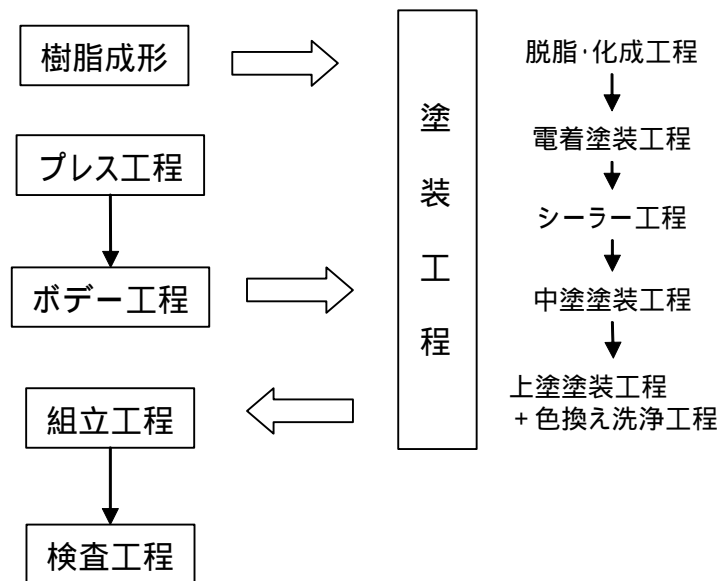 樹脂成形
プレス工程
ボデー工程
組立工程
検査工程
塗装工程
脱脂･化成工程
電着塗装工程
シーラー工程
中塗塗装工程
上塗塗装工程
+色換え洗浄工程